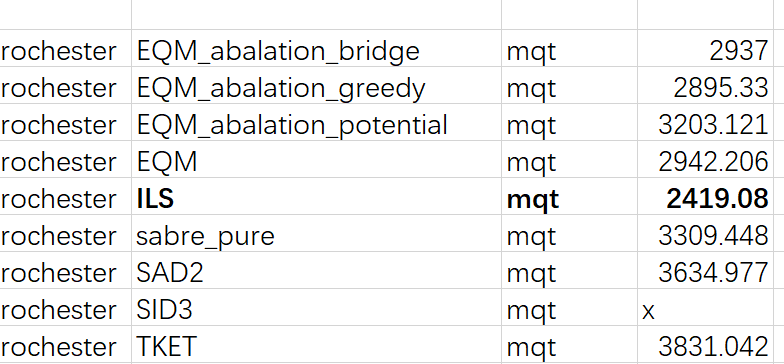 rochester EQM_abalation_bridge mqt 2937
rochester EQM_abalation_greedy mqt 2895.33
rochester EQM_abalation_potential mqt 3203.121
rochester EQM mqt 2942.206
rochester ILS mqt 2419.08
rochester sabre_pure mqt 3309.448
rochester SAD2 mqt 3634.977
rochester SID3 mqt x
rochester TKET mqt 3831.042